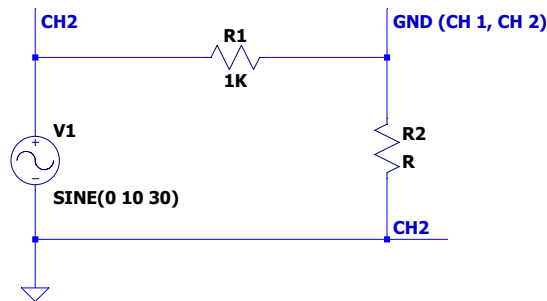 CH2
GND (CH 1, CH 2)
R1
1K
V1
R2
R
SINE(0 10 30)
CH2